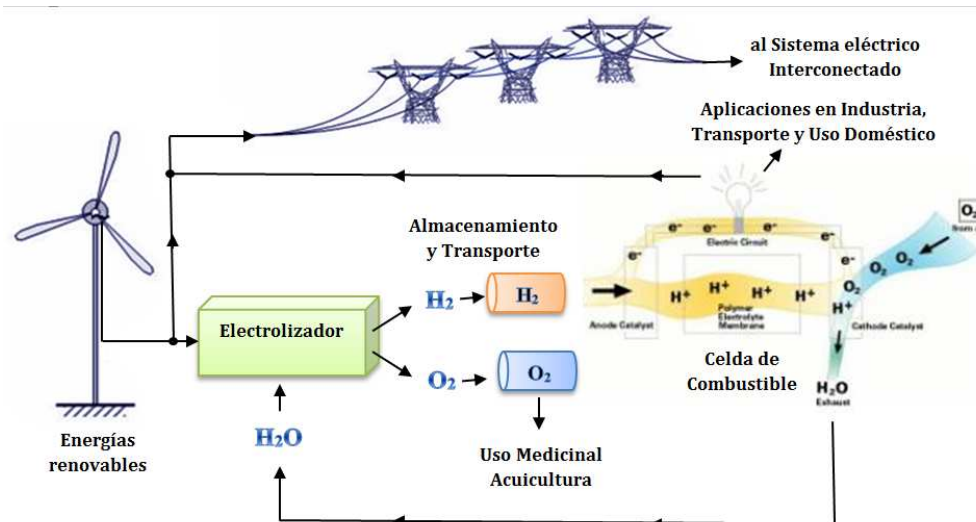 al Sistema eléctrico
Interconectado
Aplicaciones en Industria,
Transporte y Uso Doméstico
Almacenamiento
y Transporte
H₂
H₂
Electrolizador
O₂
O₂
H₂O
Energías
renovables
Uso Medicinal
Acuicultura
e⁻
e⁻
e⁻
e⁻
e⁻
e⁻
Electric Circuit
O₂
from
O₂
O₂
O₂
H⁺
H⁺
H⁺
H⁺
H⁺
Polymer
Electrolyte
Membrane
Anode Catalyst
Cathode Catalyst
Celda de
Combustible
H₂O
Exhaust